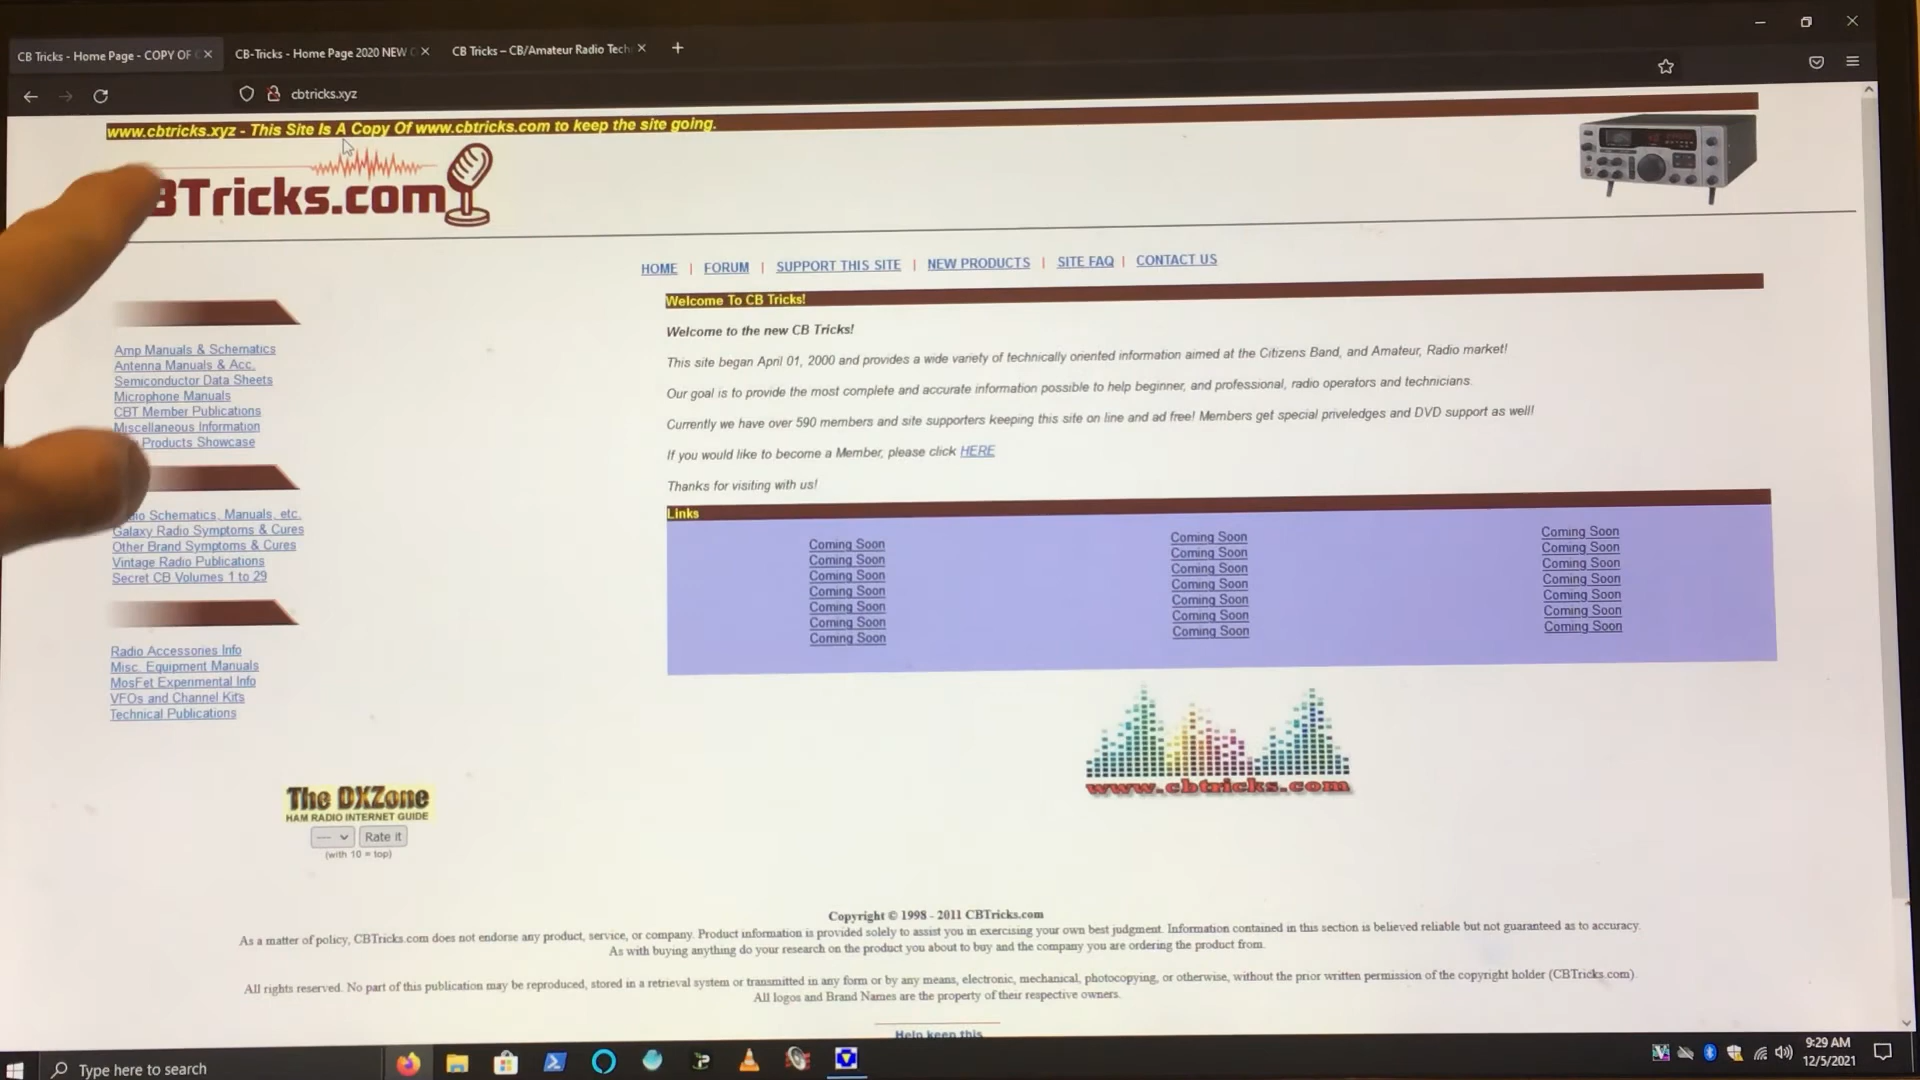 CB Tricks - Home Page - COPY OF
CB-Tricks - Home Page 2020 NEW
CB Tricks – CB/Amateur Radio Tech
cbtricks.xyz
www.cbtricks.xyz - This Site Is A Copy Of www.cbtricks.com to keep the site going.
BTricks.com
HOME | FORUM | SUPPORT THIS SITE | NEW PRODUCTS | SITE FAQ | CONTACT US
Amp Manuals & Schematics
Antenna Manuals & Acc.
Semiconductor Data Sheets
Microphone Manuals
CBT Member Publications
Miscellaneous Information
Products Showcase
Schematics, Manuals, etc.
Galaxy Radio Symptoms & Cures
Other Brand Symptoms & Cures
Vintage Radio Publications
Secret CB Volumes 1 to 29
Radio Accessories Info
Misc. Equipment Manuals
MosFet Experimental Info
VFOs and Channel Kits
Technical Publications
The DXZone
HAM RADIO INTERNET GUIDE
--- Rate it
(with 10 = top)
Welcome To CB Tricks!
Welcome to the new CB Tricks!
This site began April 01, 2000 and provides a wide variety of technically oriented information aimed at the Citizens Band, and Amateur, Radio market!
Our goal is to provide the most complete and accurate information possible to help beginner, and professional, radio operators and technicians.
Currently we have over 590 members and site supporters keeping this site on line and ad free! Members get special priveledges and DVD support as well!
If you would like to become a Member, please click HERE
Thanks for visiting with us!
Links
Coming Soon Coming Soon Coming Soon
Coming Soon Coming Soon Coming Soon
Coming Soon Coming Soon Coming Soon
Coming Soon Coming Soon Coming Soon
Coming Soon Coming Soon Coming Soon
Coming Soon Coming Soon Coming Soon
Coming Soon Coming Soon Coming Soon
www.cbtricks.com
Copyright © 1998 - 2011 CBTricks.com
As a matter of policy, CBTricks.com does not endorse any product, service, or company. Product information is provided solely to assist you in exercising your own best judgment. Information contained in this section is believed reliable but not guaranteed as to accuracy.
As with buying anything do your research on the product you about to buy and the company you are ordering the product from.
All rights reserved. No part of this publication may be reproduced, stored in a retrieval system or transmitted in any form or by any means, electronic, mechanical, photocopying, or otherwise, without the prior written permission of the copyright holder (CBTricks.com).
All logos and Brand Names are the property of their respective owners.
Help keep this
Type here to search
9:29 AM
12/5/2021